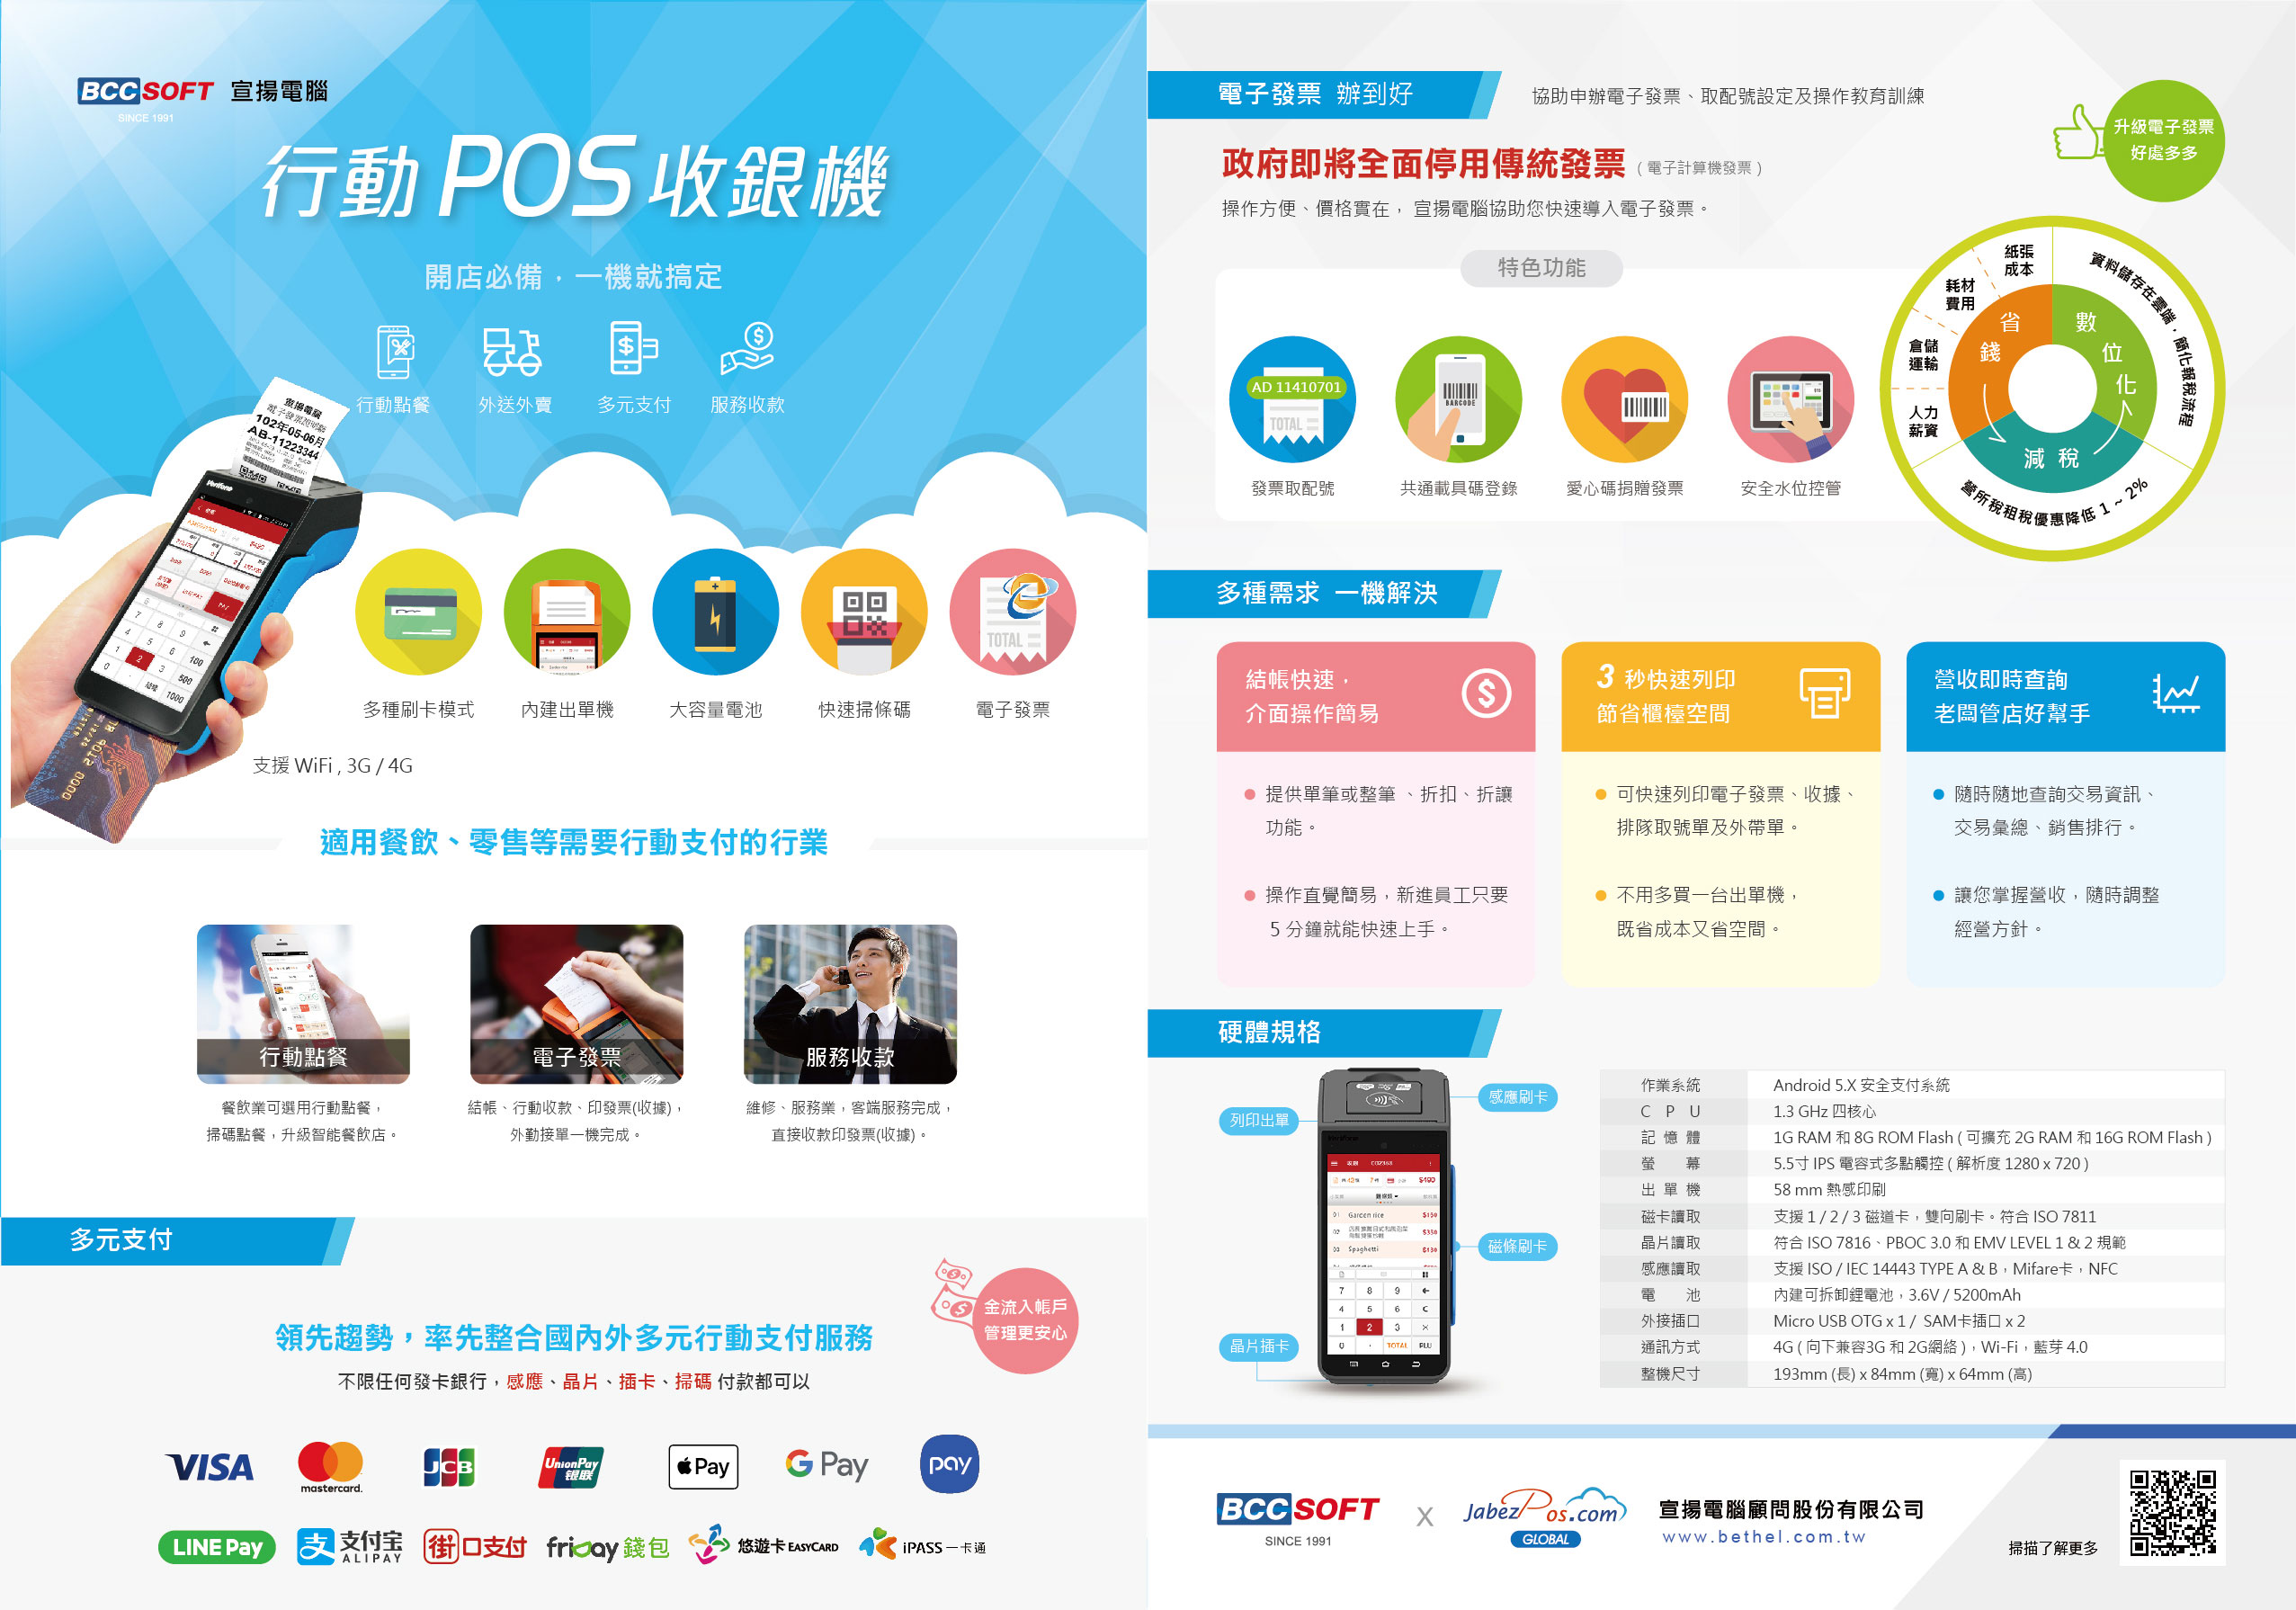 BCC SOFT 宣揚電腦
SINCE 1991
行動 POS 收銀機
開店必備，一機就搞定
行動點餐 外送外賣 多元支付 服務收款
宣揚電腦
電子發票證明聯
102年05-06月
AB-11223344
Verifone
多種刷卡模式 內建出單機 大容量電池 快速掃條碼 電子發票
TOTAL
支援 WiFi , 3G / 4G
適用餐飲、零售等需要行動支付的行業
行動點餐
餐飲業可選用行動點餐，
掃碼點餐，升級智能餐飲店。
電子發票
結帳、行動收款、印發票(收據)，
外勤接單一機完成。
服務收款
維修、服務業，客端服務完成，
直接收款印發票(收據)。
多元支付
金流入帳戶
管理更安心
領先趨勢，率先整合國內外多元行動支付服務
不限任何發卡銀行，感應、晶片、插卡、掃碼 付款都可以
VISA mastercard. JCB UnionPay 银联 Pay G Pay pay
LINE Pay 支 支付宝 ALIPAY 街口支付 friday 錢包 悠遊卡 EASYCARD iPASS 一卡通
電子發票 辦到好
協助申辦電子發票、取配號設定及操作教育訓練
升級電子發票
好處多多
政府即將全面停用傳統發票 ( 電子計算機發票 )
操作方便、價格實在， 宣揚電腦協助您快速導入電子發票。
特色功能
AD 11410701
TOTAL
BARCODE
發票取配號 共通載具碼登錄 愛心碼捐贈發票 安全水位控管
紙張
成本
耗材
費用
倉儲
運輸
人力
薪資
省錢
數位化
減稅
資料儲存在雲端，簡化報稅流程
營所稅租稅優惠降低 1 ~ 2%
多種需求 一機解決
結帳快速，
介面操作簡易
提供單筆或整筆 、折扣、折讓
功能。
操作直覺簡易，新進員工只要
5 分鐘就能快速上手。
3 秒快速列印
節省櫃檯空間
可快速列印電子發票、收據、
排隊取號單及外帶單。
不用多買一台出單機，
既省成本又省空間。
營收即時查詢
老闆管店好幫手
隨時隨地查詢交易資訊、
交易彙總、銷售排行。
讓您掌握營收，隨時調整
經營方針。
硬體規格
列印出單
感應刷卡
磁條刷卡
晶片插卡
Garden rice $150
Spaghetti $130
7 8 9
4 5 6 C
1 2 3 ×
0 . TOTAL PLU
作業系統 Android 5.X 安全支付系統
C P U 1.3 GHz 四核心
記 憶 體 1G RAM 和 8G ROM Flash ( 可擴充 2G RAM 和 16G ROM Flash )
螢 幕 5.5寸 IPS 電容式多點觸控 ( 解析度 1280 x 720 )
出 單 機 58 mm 熱感印刷
磁卡讀取 支援 1 / 2 / 3 磁道卡，雙向刷卡。符合 ISO 7811
晶片讀取 符合 ISO 7816、PBOC 3.0 和 EMV LEVEL 1 & 2 規範
感應讀取 支援 ISO / IEC 14443 TYPE A & B，Mifare卡，NFC
電 池 內建可拆卸鋰電池，3.6V / 5200mAh
外接插口 Micro USB OTG x 1 / SAM卡插口 x 2
通訊方式 4G ( 向下兼容3G 和 2G網絡 )，Wi-Fi，藍芽 4.0
整機尺寸 193mm (長) x 84mm (寬) x 64mm (高)
BCC SOFT
SINCE 1991
X
JabezPos.com
GLOBAL
宣揚電腦顧問股份有限公司
www.bethel.com.tw
掃描了解更多